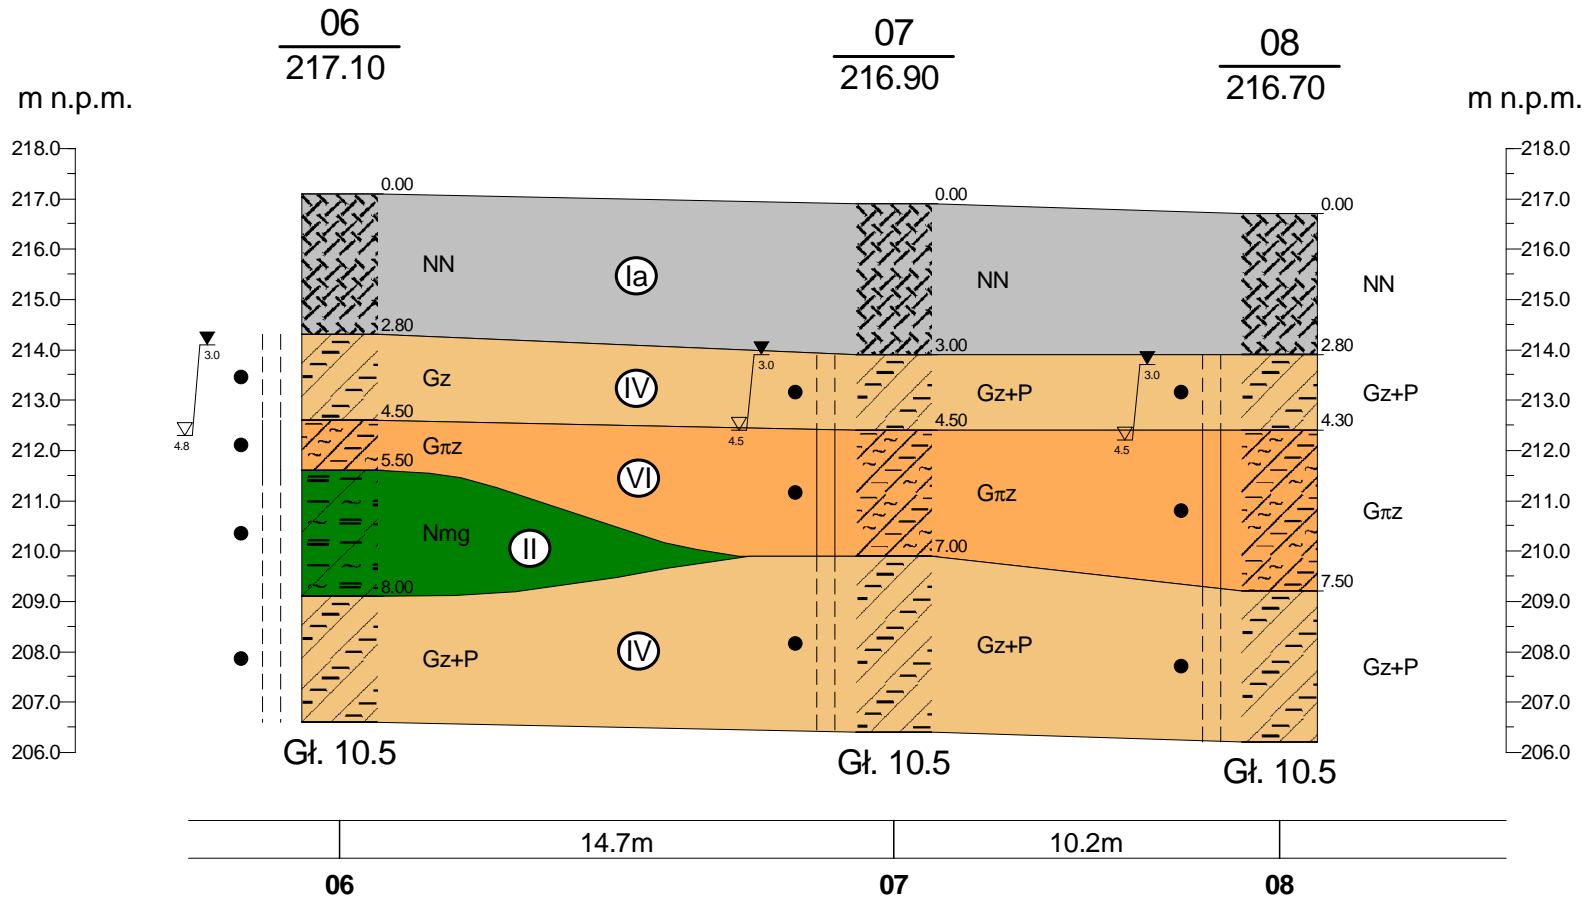 06
217.10
07
216.90
08
216.70
m n.p.m.
m n.p.m.
218.0
217.0
216.0
215.0
214.0
213.0
212.0
211.0
210.0
209.0
208.0
207.0
206.0
218.0
217.0
216.0
215.0
214.0
213.0
212.0
211.0
210.0
209.0
208.0
207.0
206.0
0.00
NN
2.80
Gz
4.50
Gπz
5.50
Nmg
8.00
Gz+P
3.0
4.8
Gł. 10.5
Ia
IV
VI
II
IV
0.00
NN
3.00
Gz+P
4.50
Gπz
7.00
Gz+P
3.0
4.5
Gł. 10.5
0.00
NN
2.80
Gz+P
4.30
Gπz
7.50
Gz+P
3.0
4.5
Gł. 10.5
14.7m
10.2m
06
07
08